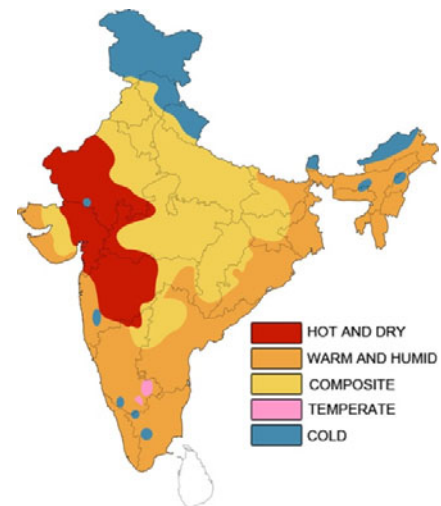 HOT AND DRY
WARM AND HUMID
COMPOSITE
TEMPERATE
COLD